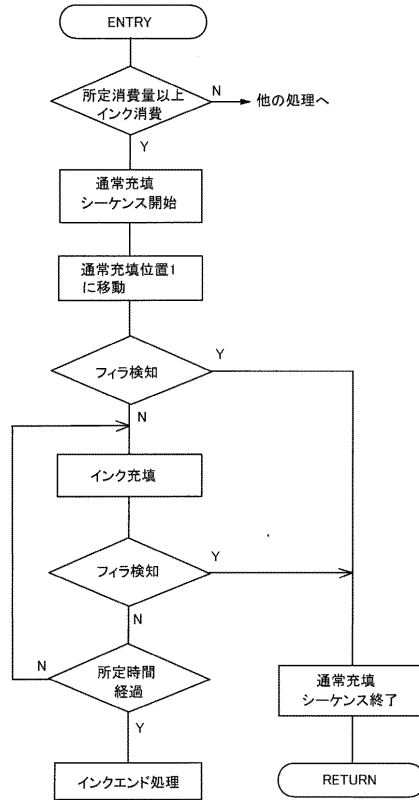 ENTRY
所定消費量以上
インク消費
N
他の処理へ
Y
通常充填
シーケンス開始
通常充填位置1
に移動
フィラ検知
Y
N
インク充填
フィラ検知
Y
N
所定時間
経過
N
Y
インクエンド処理
通常充填
シーケンス終了
RETURN